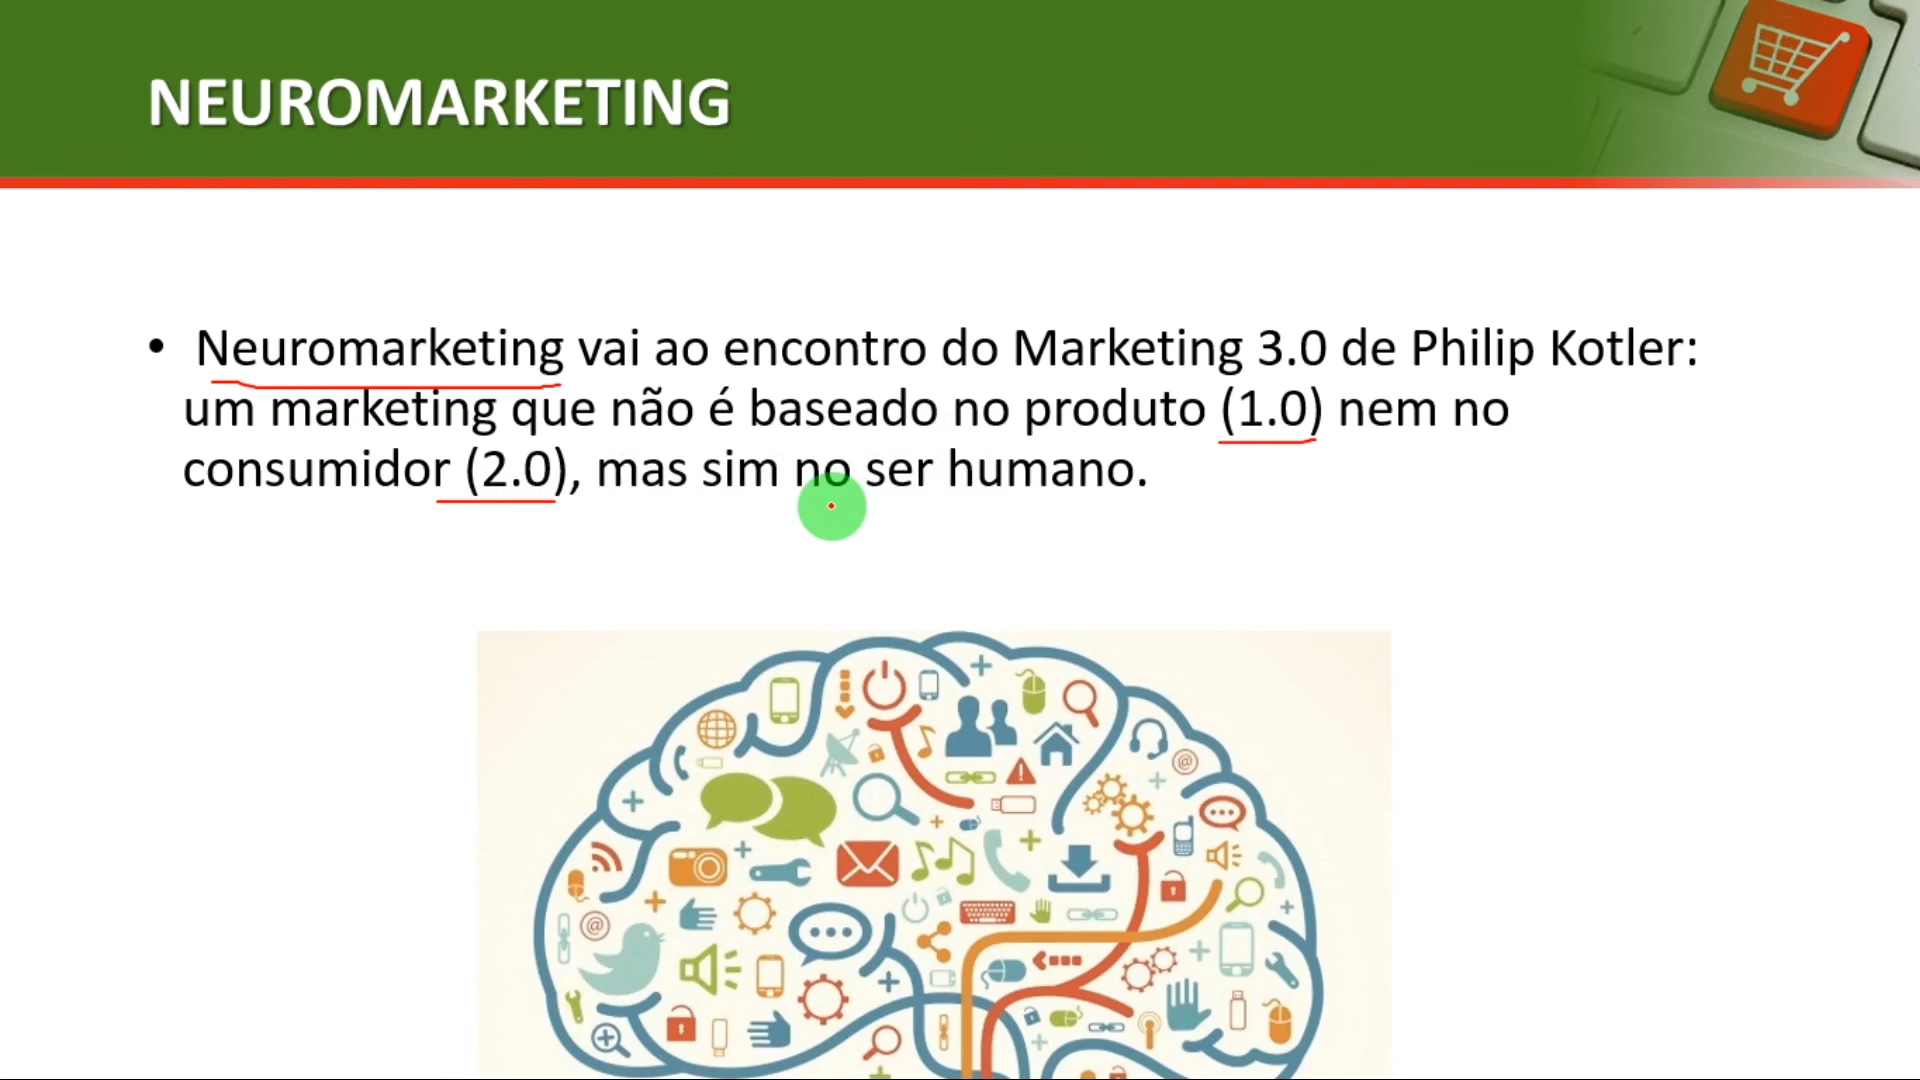 NEUROMARKETING
• Neuromarketing vai ao encontro do Marketing 3.0 de Philip Kotler:
um marketing que não é baseado no produto (1.0) nem no
consumidor (2.0), mas sim no ser humano.